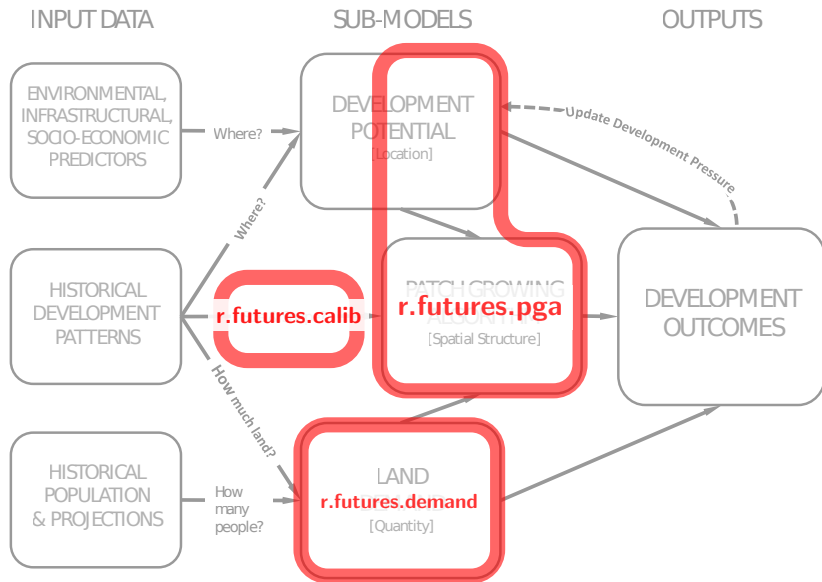 INPUT DATA
SUB-MODELS
OUTPUTS
ENVIRONMENTAL,
INFRASTRUCTURAL,
SOCIO-ECONOMIC
PREDICTORS
Where?
DEVELOPMENT
POTENTIAL
[Location]
Update Development Pressure
Where?
HISTORICAL
DEVELOPMENT
PATTERNS
r.futures.calib
PATCH GROWING
r.futures.pga
[Spatial Structure]
DEVELOPMENT
OUTCOMES
How much land?
HISTORICAL
POPULATION
& PROJECTIONS
How
many
people?
LAND
r.futures.demand
[Quantity]